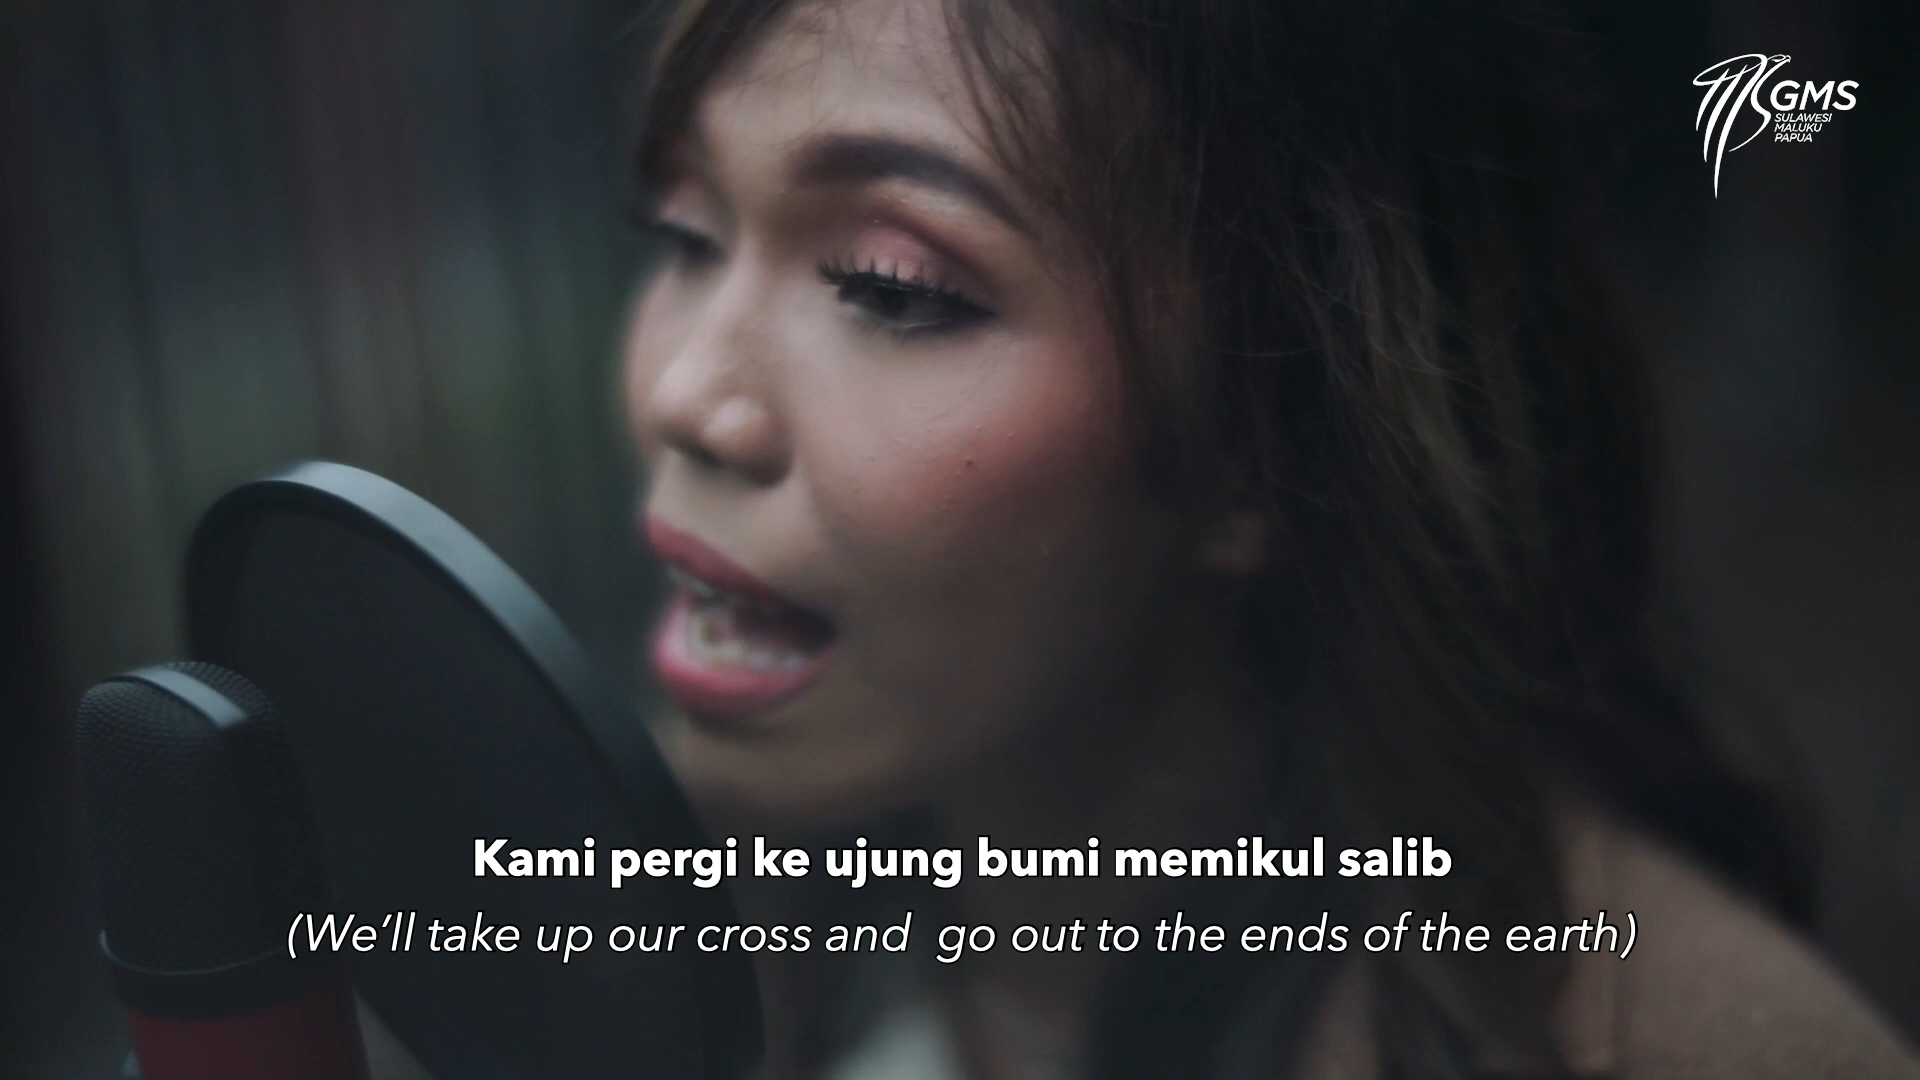 GMS
SULAWESI
MALUKU
PAPUA
Kami pergi ke ujung bumi memikul salib
(We'll take up our cross and  go out to the ends of the earth)